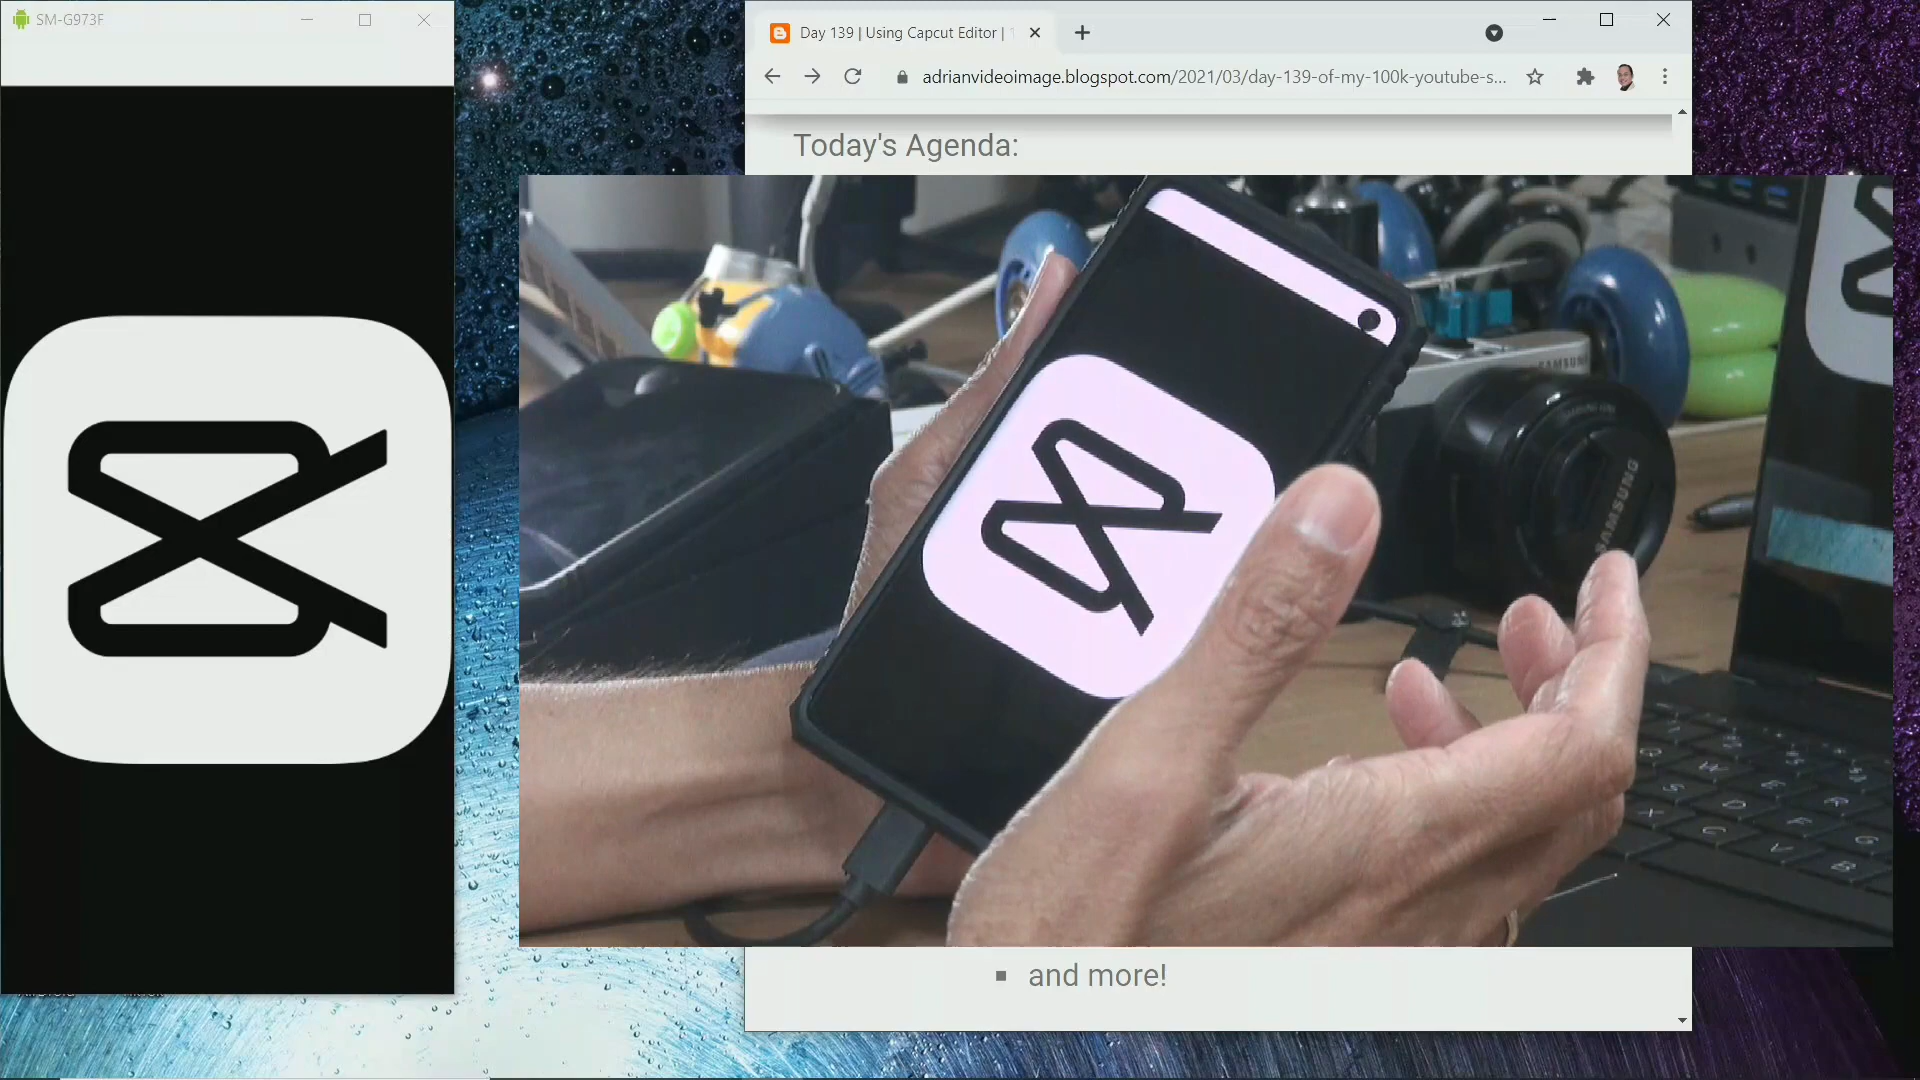 SM-G973F
Day 139 | Using Capcut Editor |
adrianvideoimage.blogspot.com/2021/03/day-139-of-my-100k-youtube-s...
Today's Agenda:
SAMSUNG
SAMSUNG
Q W
S D R
X C G
V B
and more!